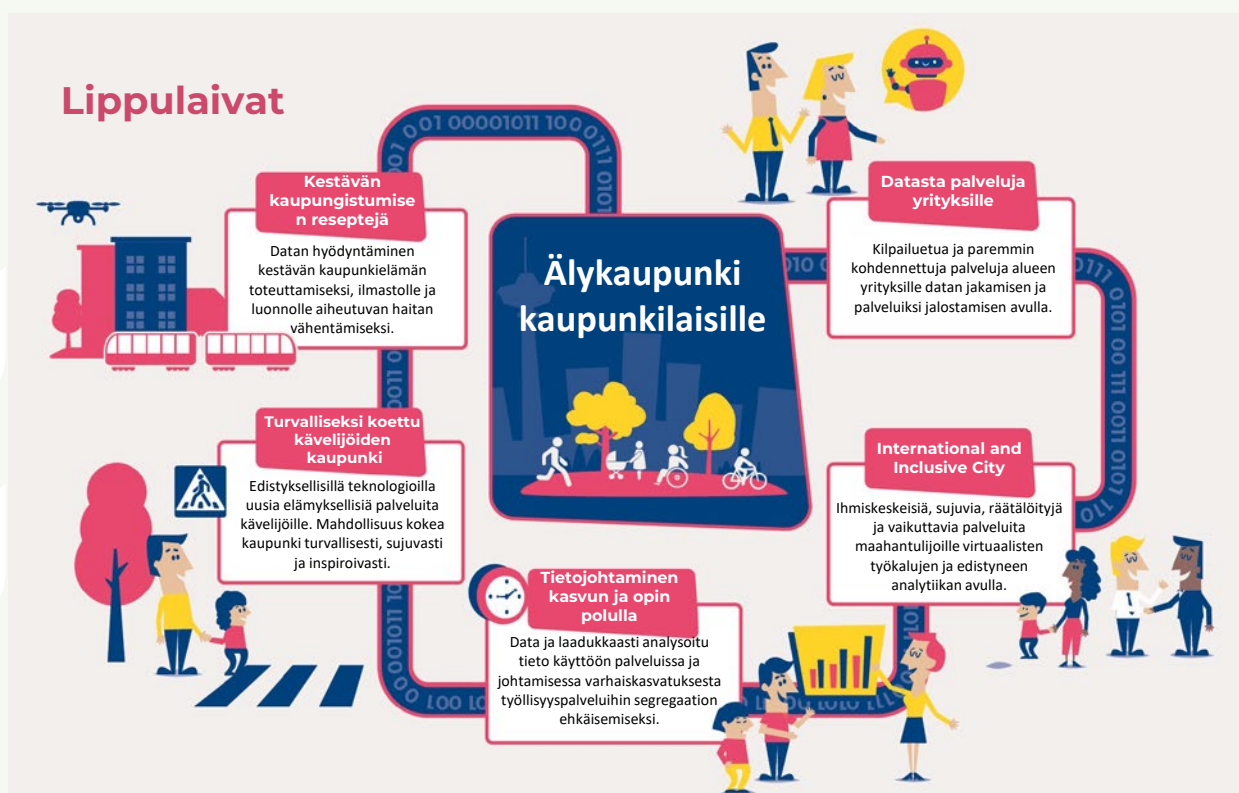 Lippulaivat
Kestävän
kaupungistumise
n reseptejä
Datan hyödyntäminen
kestävän kaupunkielämän
toteuttamiseksi, ilmastolle ja
luonnolle aiheutuvan haitan
vähentämiseksi.
Turvalliseksi koettu
kävelijöiden
kaupunki
Edistyksellisillä teknologioilla
uusia elämyksellisiä palveluita
kävelijöille. Mahdollisuus kokea
kaupunki turvallisesti, sujuvasti
ja inspiroivasti.
Älykaupunki
kaupunkilaisille
Tietojohtaminen
kasvun ja opin
polulla
Data ja laadukkaasti analysoitu
tieto käyttöön palveluissa ja
johtamisessa varhaiskasvatuksesta
työllisyyspalveluihin segregaation
ehkäisemiseksi.
Datasta palveluja
yrityksille
Kilpailuetua ja paremmin
kohdennettuja palveluja alueen
yrityksille datan jakamisen ja
palveluiksi jalostamisen avulla.
International and
Inclusive City
Ihmiskeskeisiä, sujuvia, räätälöityjä
ja vaikuttavia palveluita
maahantulijoille virtuaalisten
työkalujen ja edistyneen
analytiikan avulla.